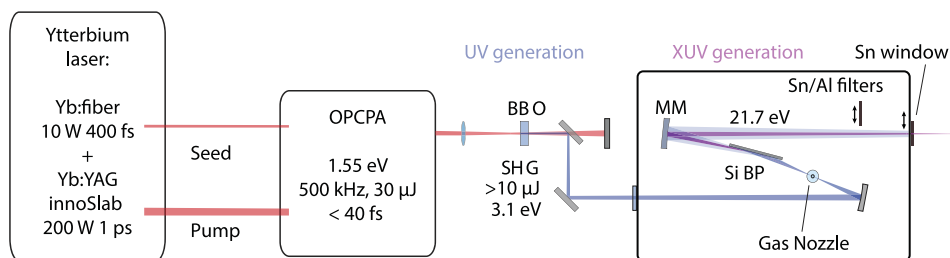 Ytterbium
laser:
Yb:fiber
10 W 400 fs
+
Yb:YAG
innoSlab
200 W 1 ps
Seed
Pump
OPCPA
1.55 eV
500 kHz, 30 µJ
< 40 fs
UV generation
BBO
SHG
>10 µJ
3.1 eV
XUV generation
Sn window
Sn/Al filters
MM
21.7 eV
Si BP
Gas Nozzle